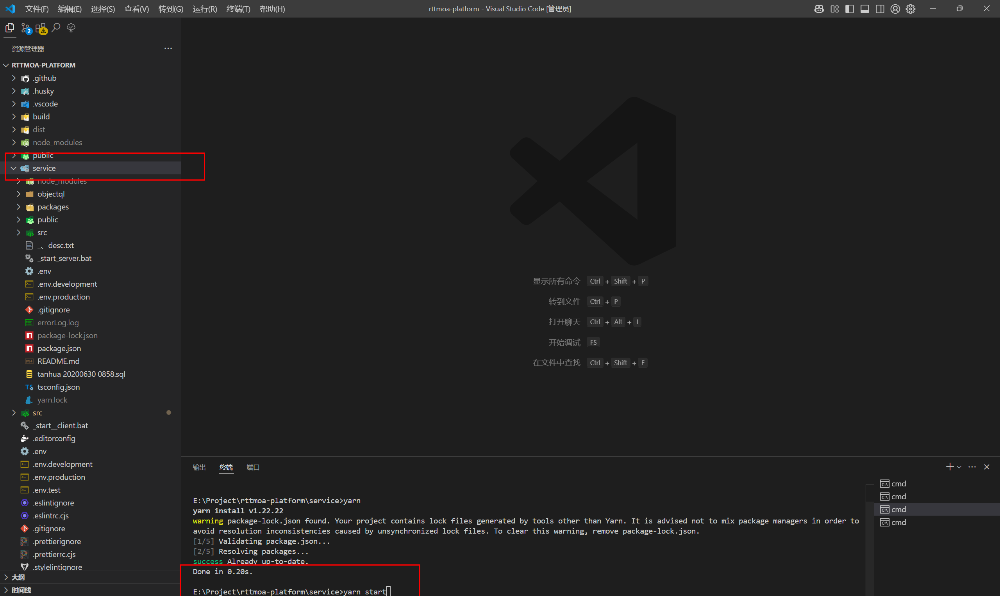 文件(F) 编辑(E) 选择(S) 查看(V) 转到(G) 运行(R) 终端(T) 帮助(H)
rttmoa-platform - Visual Studio Code [管理员]
2
资源管理器
RTTMOA-PLATFORM
.github
.husky
.vscode
build
dist
node_modules
public
service
node_modules
objectql
packages
public
src
_、 desc.txt
_start_server.bat
.env
.env.development
.env.production
.gitignore
errorLog.log
package-lock.json
package.json
README.md
tanhua 20200630 0858.sql
tsconfig.json
yarn.lock
src
_start__client.bat
.editorconfig
.env
.env.development
.env.production
.env.test
.eslintignore
.eslintrc.cjs
.gitignore
.prettierignore
.prettierrc.cjs
.stylelintignore
大纲
时间线
显示所有命令 Ctrl + Shift + P
转到文件 Ctrl + P
打开聊天 Ctrl + Alt + I
开始调试 F5
在文件中查找 Ctrl + Shift + F
输出 终端 端口
E:\Project\rttmoa-platform\service>yarn
yarn install v1.22.22
warning package-lock.json found. Your project contains lock files generated by tools other than Yarn. It is advised not to mix package managers in order to
avoid resolution inconsistencies caused by unsynchronized lock files. To clear this warning, remove package-lock.json.
[1/5] Validating package.json...
[2/5] Resolving packages...
success Already up-to-date.
Done in 0.20s.
E:\Project\rttmoa-platform\service>yarn start
cmd
cmd
cmd
cmd